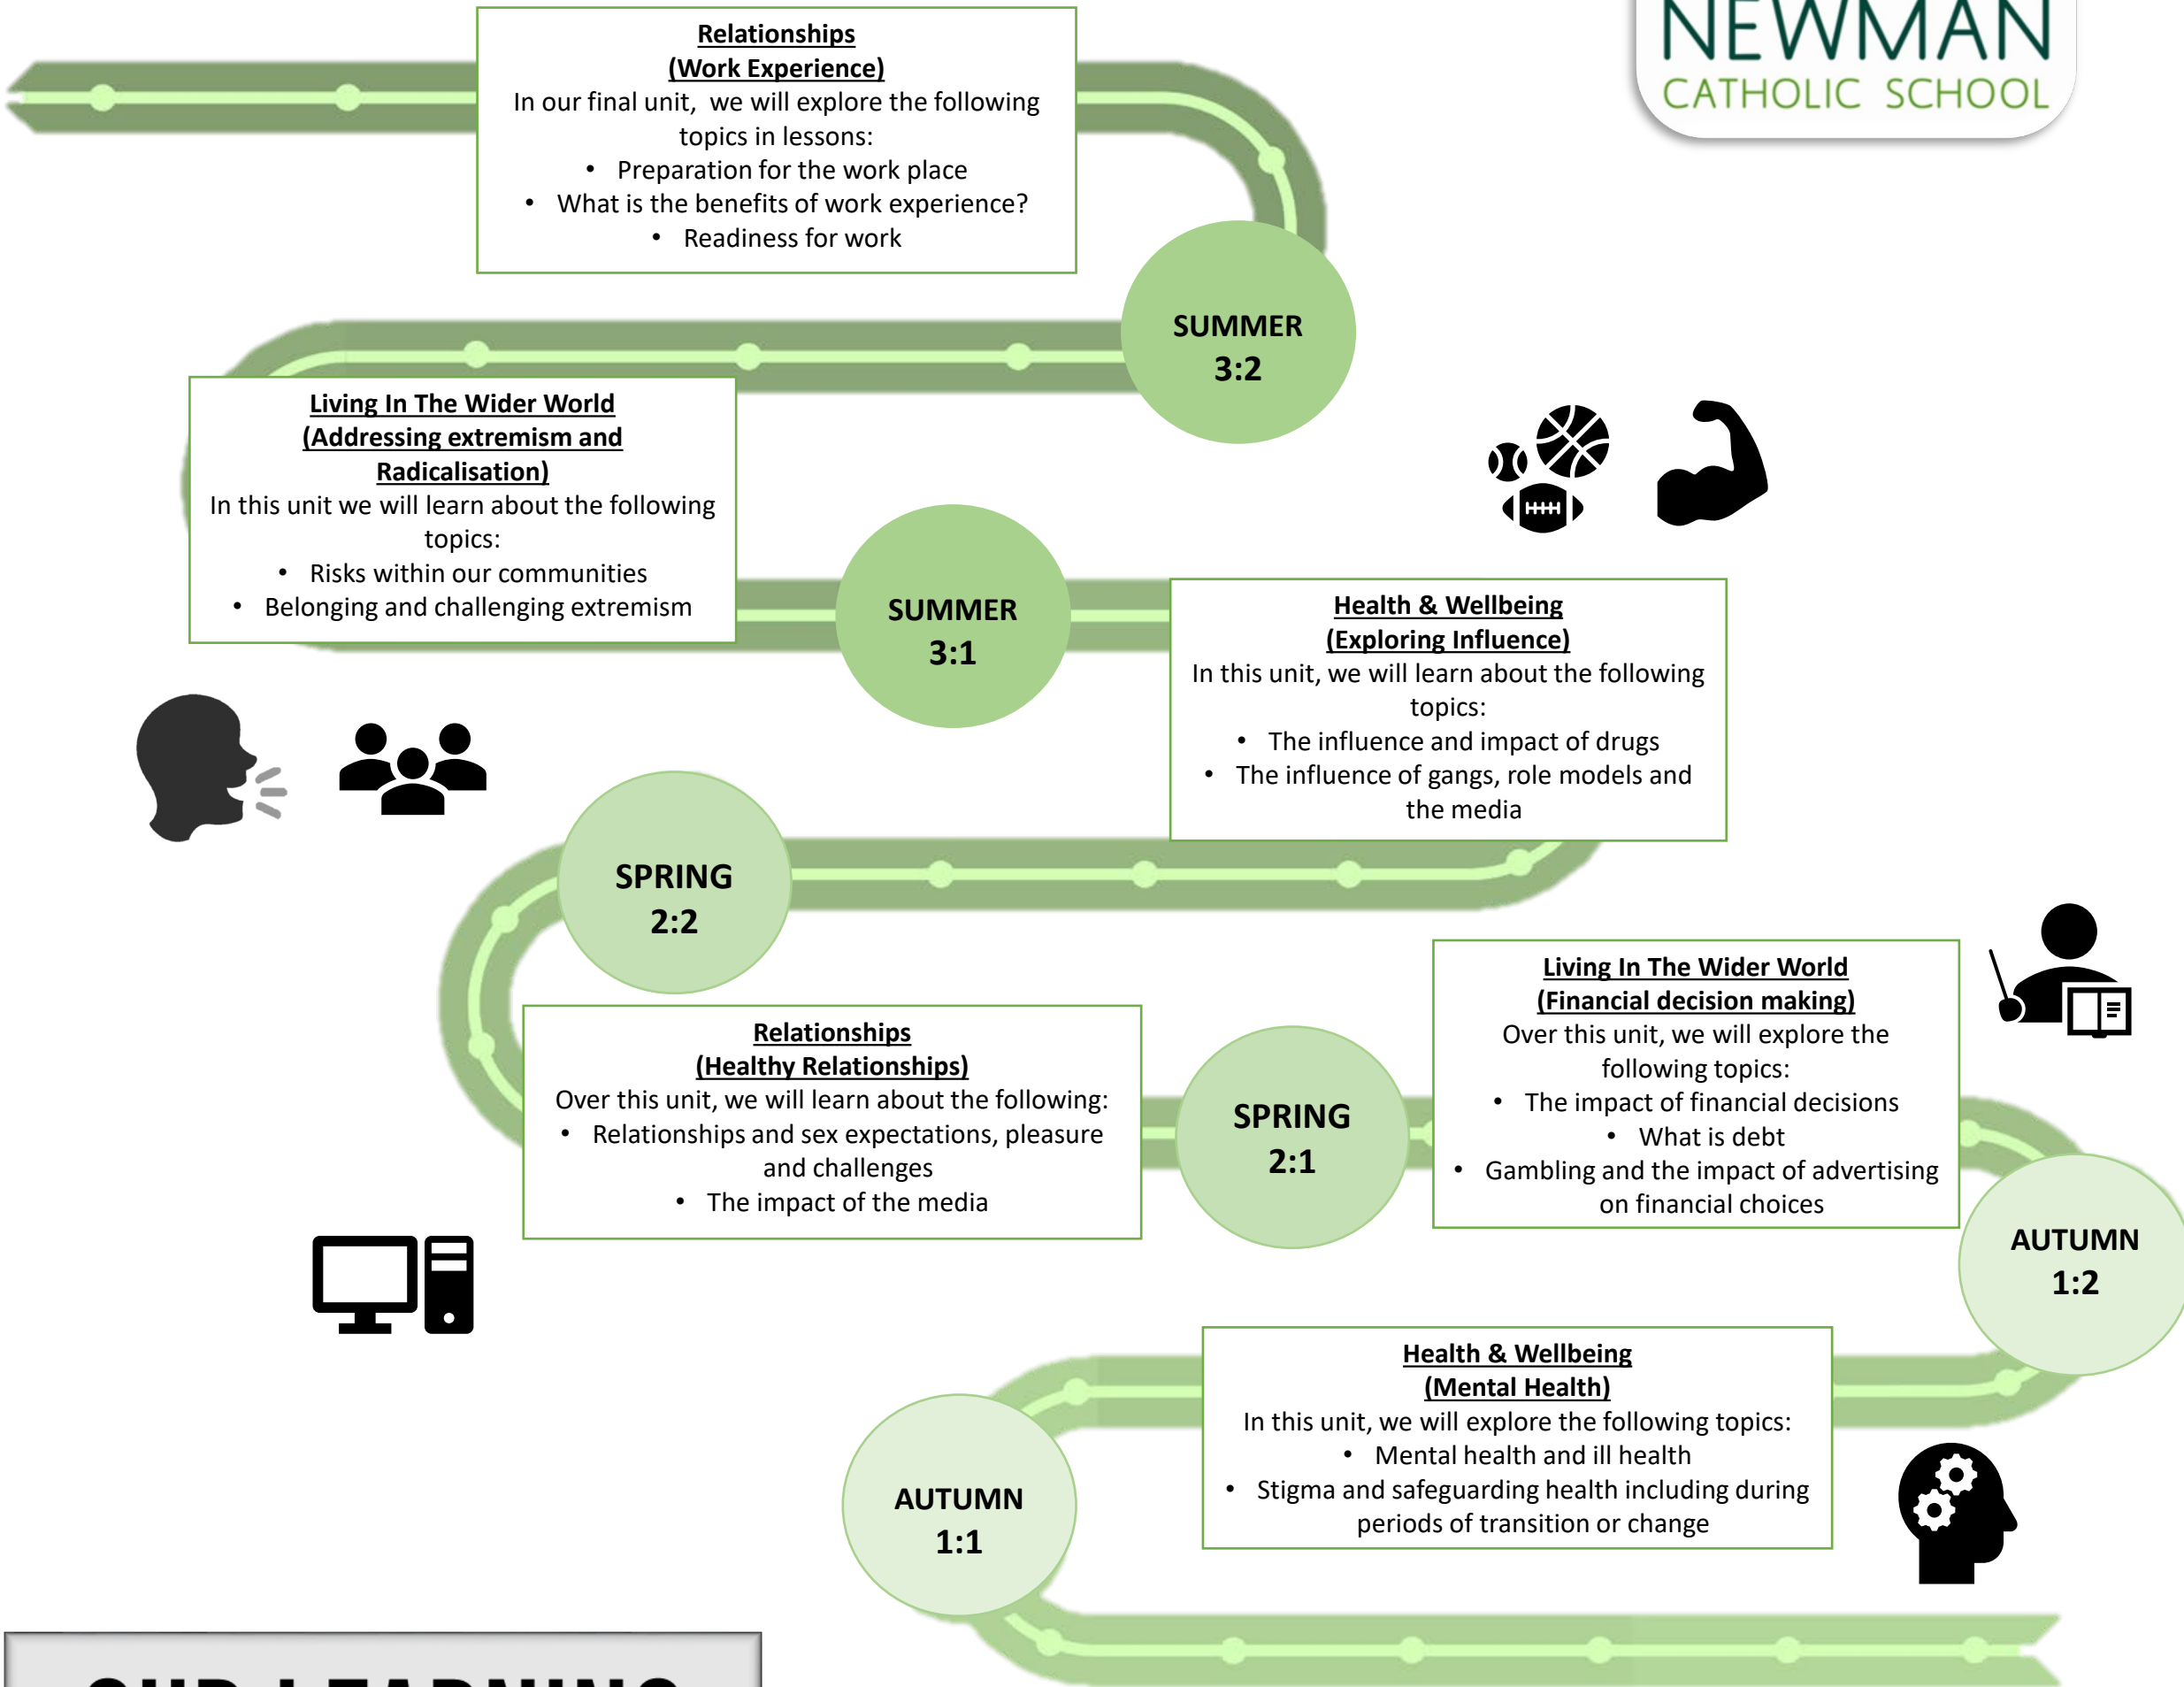 NEWMAN
CATHOLIC SCHOOL
Relationships
(Work Experience)
In our final unit, we will explore the following
topics in lessons:
• Preparation for the work place
• What is the benefits of work experience?
• Readiness for work
SUMMER
3:2
Living In The Wider World
(Addressing extremism and
Radicalisation)
In this unit we will learn about the following
topics:
• Risks within our communities
• Belonging and challenging extremism
SUMMER
3:1
Health & Wellbeing
(Exploring Influence)
In this unit, we will learn about the following
topics:
• The influence and impact of drugs
• The influence of gangs, role models and
the media
SPRING
2:2
Relationships
(Healthy Relationships)
Over this unit, we will learn about the following:
• Relationships and sex expectations, pleasure
and challenges
• The impact of the media
SPRING
2:1
Living In The Wider World
(Financial decision making)
Over this unit, we will explore the
following topics:
• The impact of financial decisions
• What is debt
• Gambling and the impact of advertising
on financial choices
AUTUMN
1:2
Health & Wellbeing
(Mental Health)
In this unit, we will explore the following topics:
• Mental health and ill health
• Stigma and safeguarding health including during
periods of transition or change
AUTUMN
1:1
OUR LEARNING